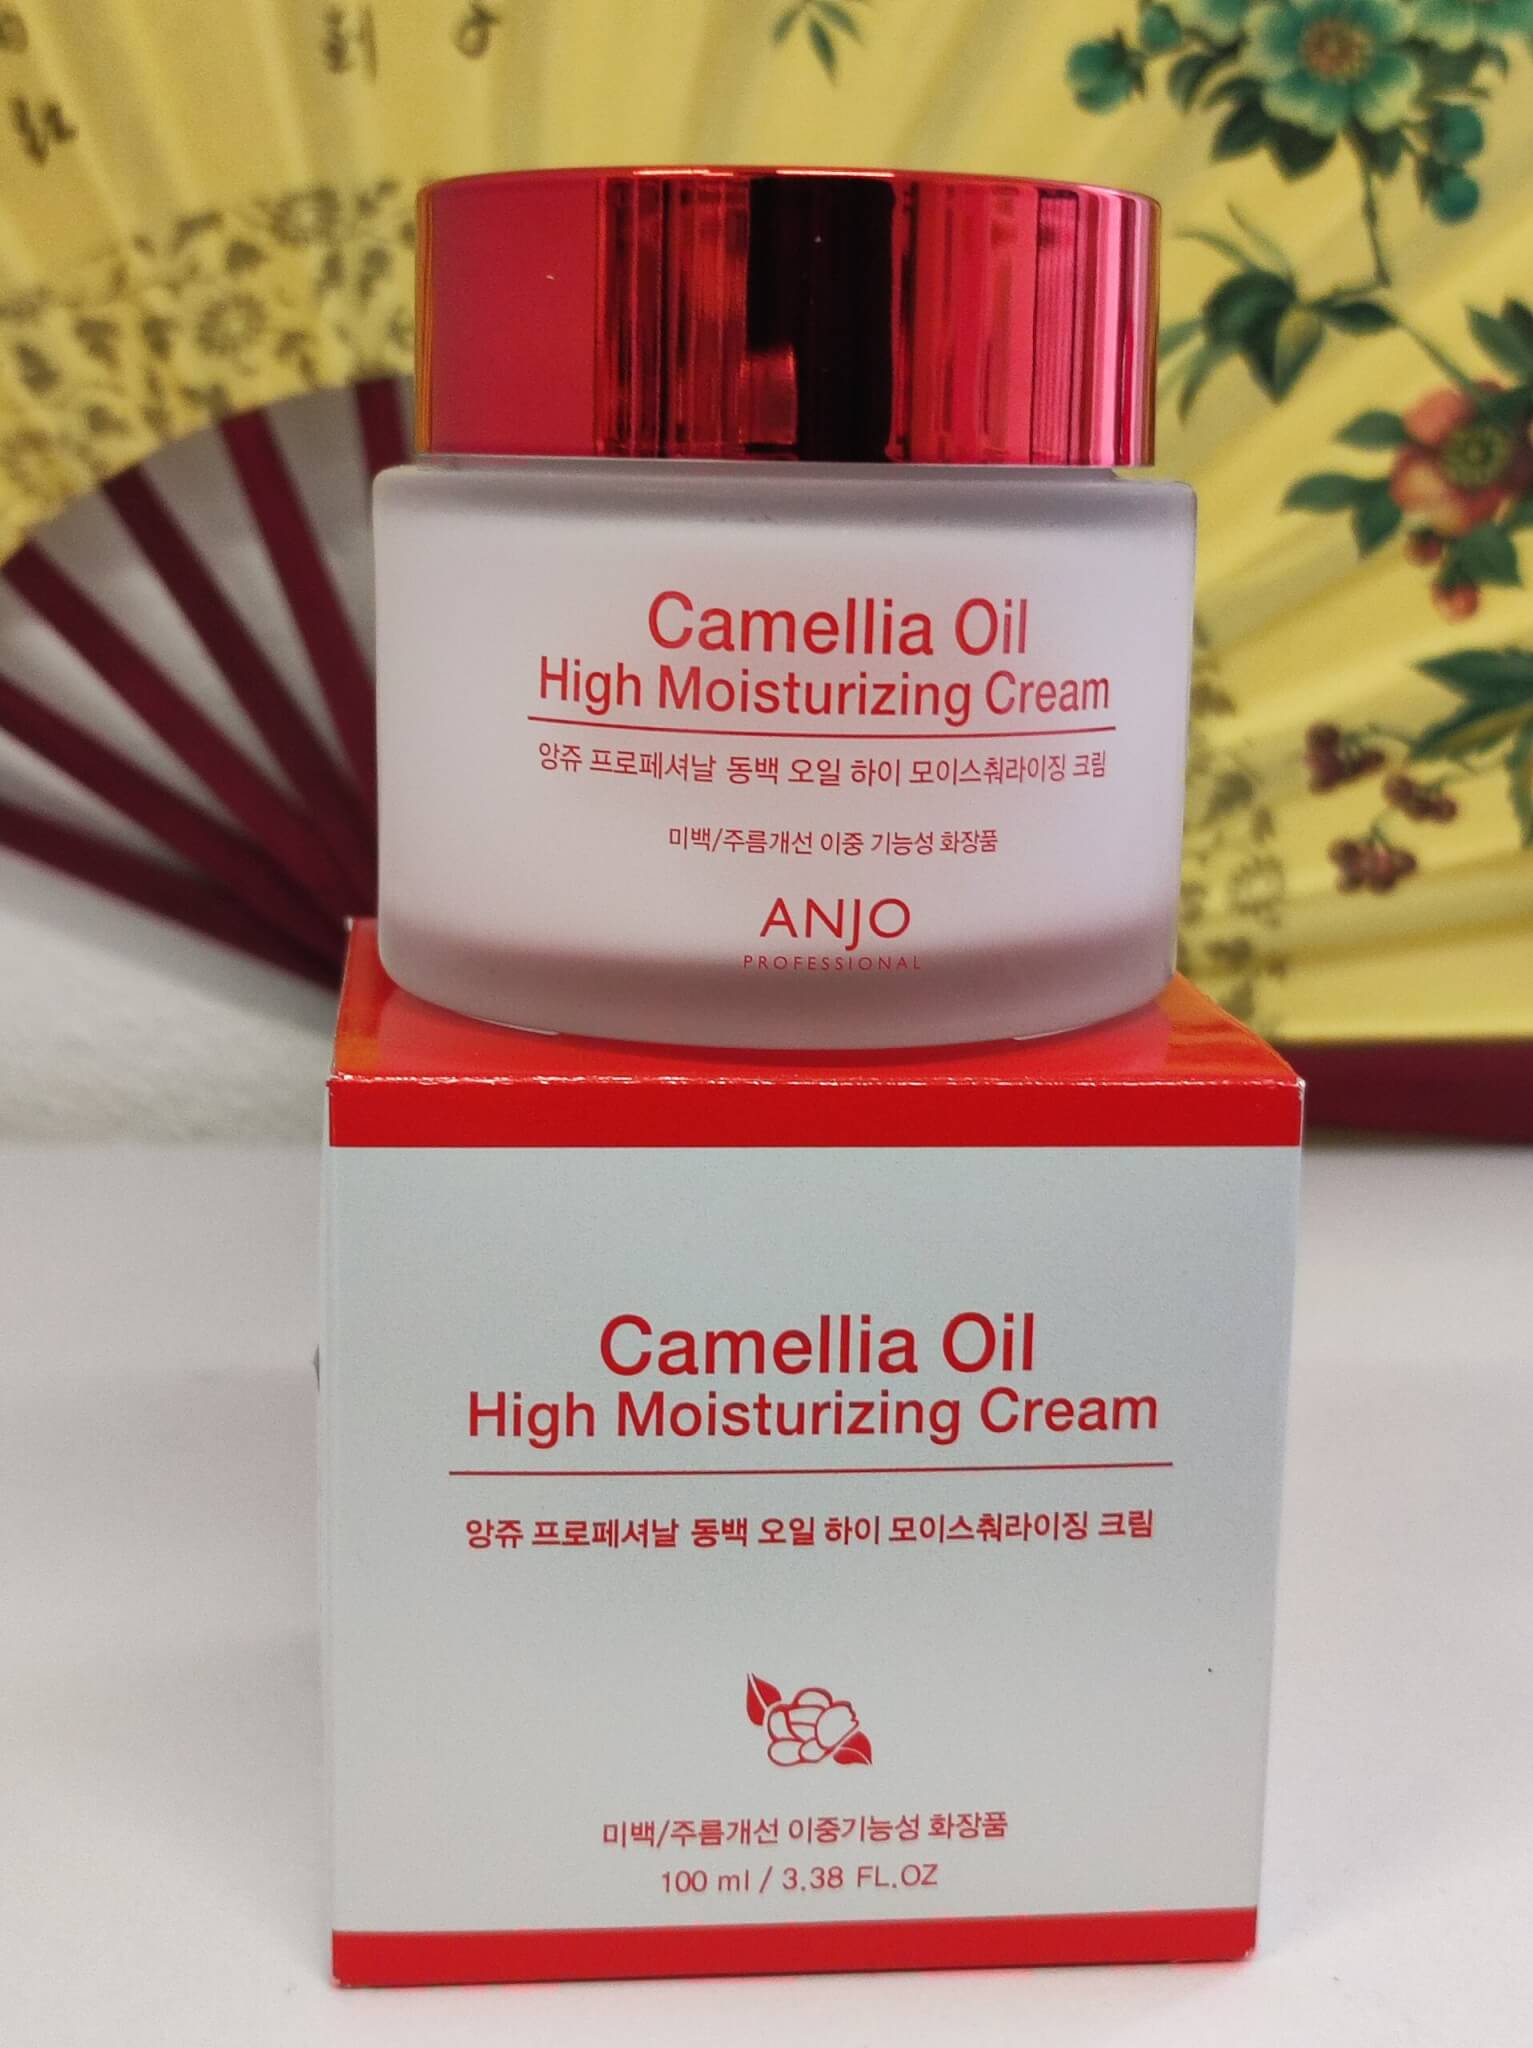 Camellia Oil
High Moisturizing Cream
앙쥬 프로페셔날 동백 오일 하이 모이스춰라이징 크림
미백/주름개선 이중 기능성 화장품
ANJO
PROFESSIONAL
Camellia Oil
High Moisturizing Cream
앙쥬 프로페셔날 동백 오일 하이 모이스춰라이징 크림
미백/주름개선 이중기능성 화장품
100 ml / 3.38 FL.OZ